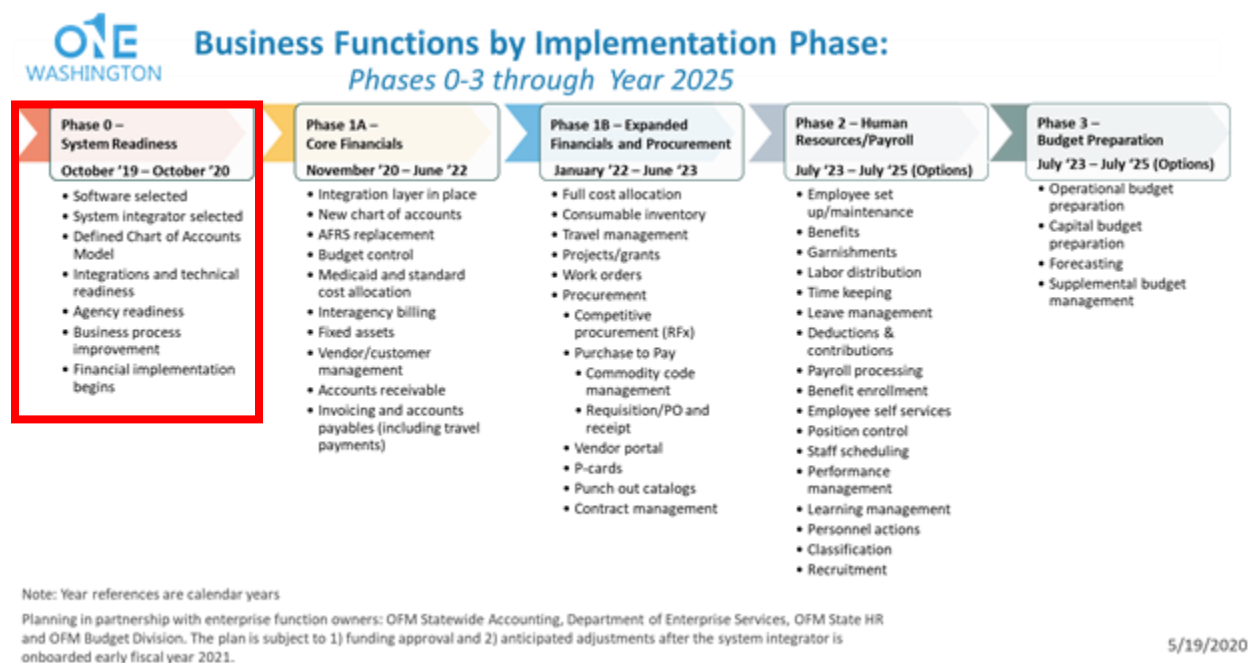 ONE
WASHINGTON
Business Functions by Implementation Phase:
Phases 0-3 through Year 2025
Phase 0 –
System Readiness
October '19 – October '20
• Software selected
• System integrator selected
• Defined Chart of Accounts
Model
• Integrations and technical
readiness
• Agency readiness
• Business process
improvement
• Financial implementation
begins
Phase 1A –
Core Financials
November '20 – June '22
• Integration layer in place
• New chart of accounts
• AFRS replacement
• Budget control
• Medicaid and standard
cost allocation
• Interagency billing
• Fixed assets
• Vendor/customer
management
• Accounts receivable
• Invoicing and accounts
payables (including travel
payments)
Phase 1B – Expanded
Financials and Procurement
January '22 – June '23
• Full cost allocation
• Consumable inventory
• Travel management
• Projects/grants
• Work orders
• Procurement
• Competitive
procurement (RFx)
• Purchase to Pay
• Commodity code
management
• Requisition/PO and
receipt
• Vendor portal
• P-cards
• Punch out catalogs
• Contract management
Phase 2 – Human
Resources/Payroll
July '23 – July '25 (Options)
• Employee set
up/maintenance
• Benefits
• Garnishments
• Labor distribution
• Time keeping
• Leave management
• Deductions &
contributions
• Payroll processing
• Benefit enrollment
• Employee self services
• Position control
• Staff scheduling
• Performance
management
• Learning management
• Personnel actions
• Classification
• Recruitment
Phase 3 –
Budget Preparation
July '23 – July '25 (Options)
• Operational budget
preparation
• Capital budget
preparation
• Forecasting
• Supplemental budget
management
Note: Year references are calendar years
Planning in partnership with enterprise function owners: OFM Statewide Accounting, Department of Enterprise Services, OFM State HR
and OFM Budget Division. The plan is subject to 1) funding approval and 2) anticipated adjustments after the system integrator is
onboarded early fiscal year 2021.
5/19/2020